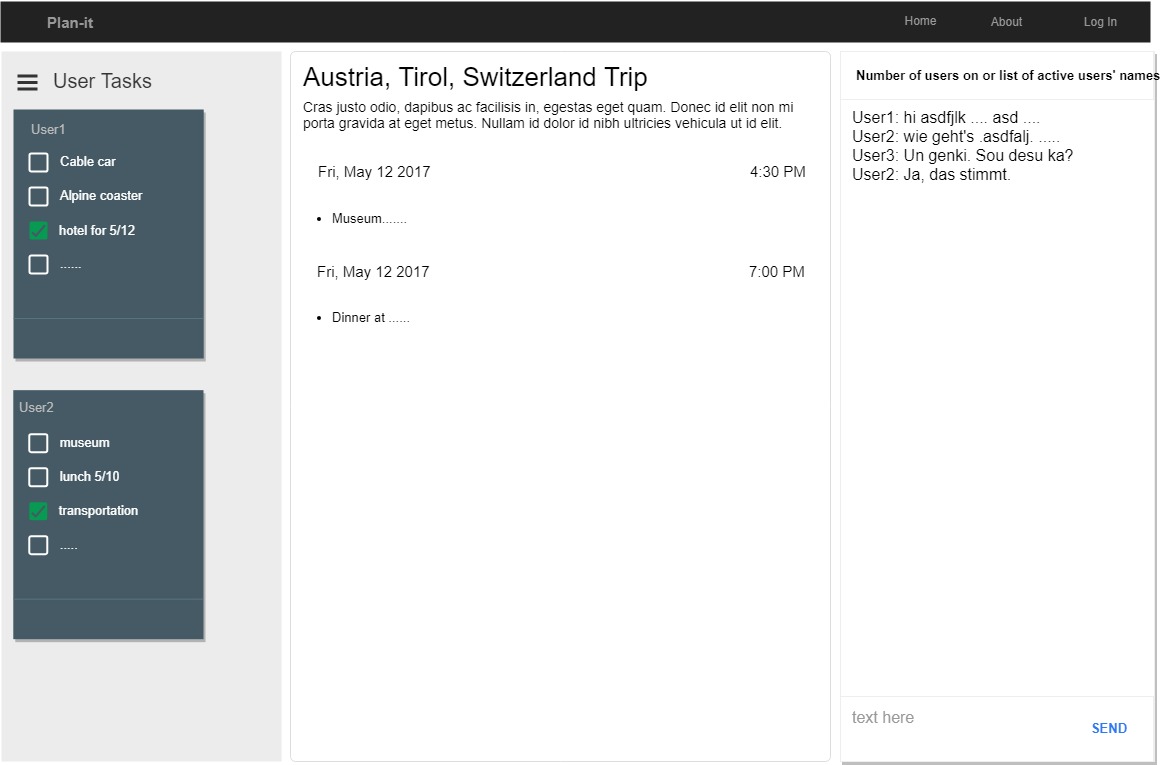 Plan-it
Home
About
Log In
User Tasks
User1
Cable car
Alpine coaster
hotel for 5/12
......
User2
museum
lunch 5/10
transportation
.....
Austria, Tirol, Switzerland Trip
Cras justo odio, dapibus ac facilisis in, egestas eget quam. Donec id elit non mi
porta gravida at eget metus. Nullam id dolor id nibh ultricies vehicula ut id elit.
Fri, May 12 2017 4:30 PM
• Museum.......
Fri, May 12 2017 7:00 PM
• Dinner at ......
Number of users on or list of active users' names
User1: hi asdfjlk .... asd ....
User2: wie geht's .asdfalj. .....
User3: Un genki. Sou desu ka?
User2: Ja, das stimmt.
text here
SEND